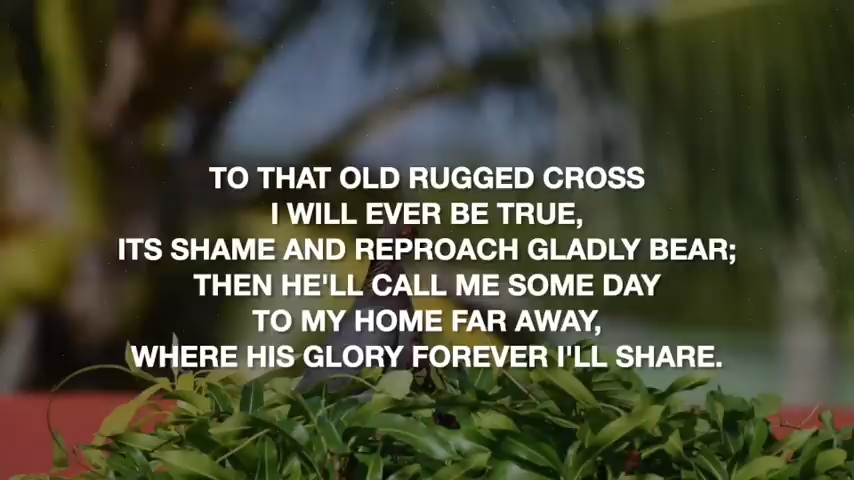 TO THAT OLD RUGGED CROSS
I WILL EVER BE TRUE,
ITS SHAME AND REPROACH GLADLY BEAR;
THEN HE'LL CALL ME SOME DAY
TO MY HOME FAR AWAY,
WHERE HIS GLORY FOREVER I'LL SHARE.